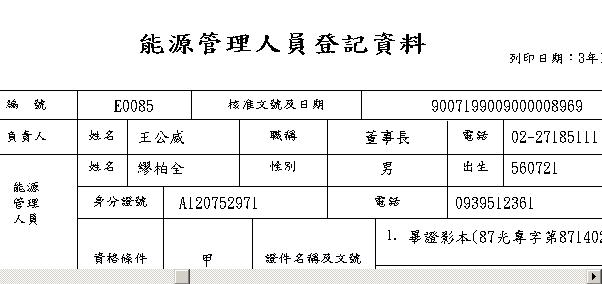 能源管理人員登記資料
列印日期：3年
編 號 E0085 核准文號及日期 9007199009000008969
負責人 姓名 王公威 職稱 董事長 電話 02-27185111
能源管理人員 姓名 繆柏全 性別 男 出生 560721
身分證號 A120752971 電話 0939512361
資格條件 甲 證件名稱及文號 1. 畢證影本(87光專字第871402